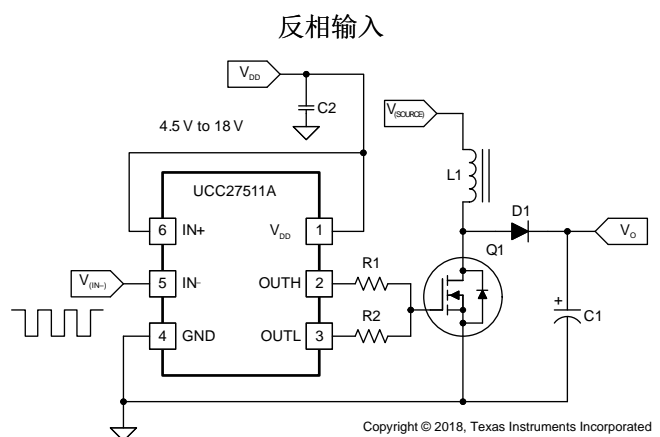 反相输入
V_DD
C2
V_(SOURCE)
4.5 V to 18 V
L1
UCC27511A
D1
6 IN+ V_DD 1
V_O
Q1
V_(IN–) 5 IN- OUTH 2 R1
R2
+
C1
4 GND OUTL 3
Copyright © 2018, Texas Instruments Incorporated